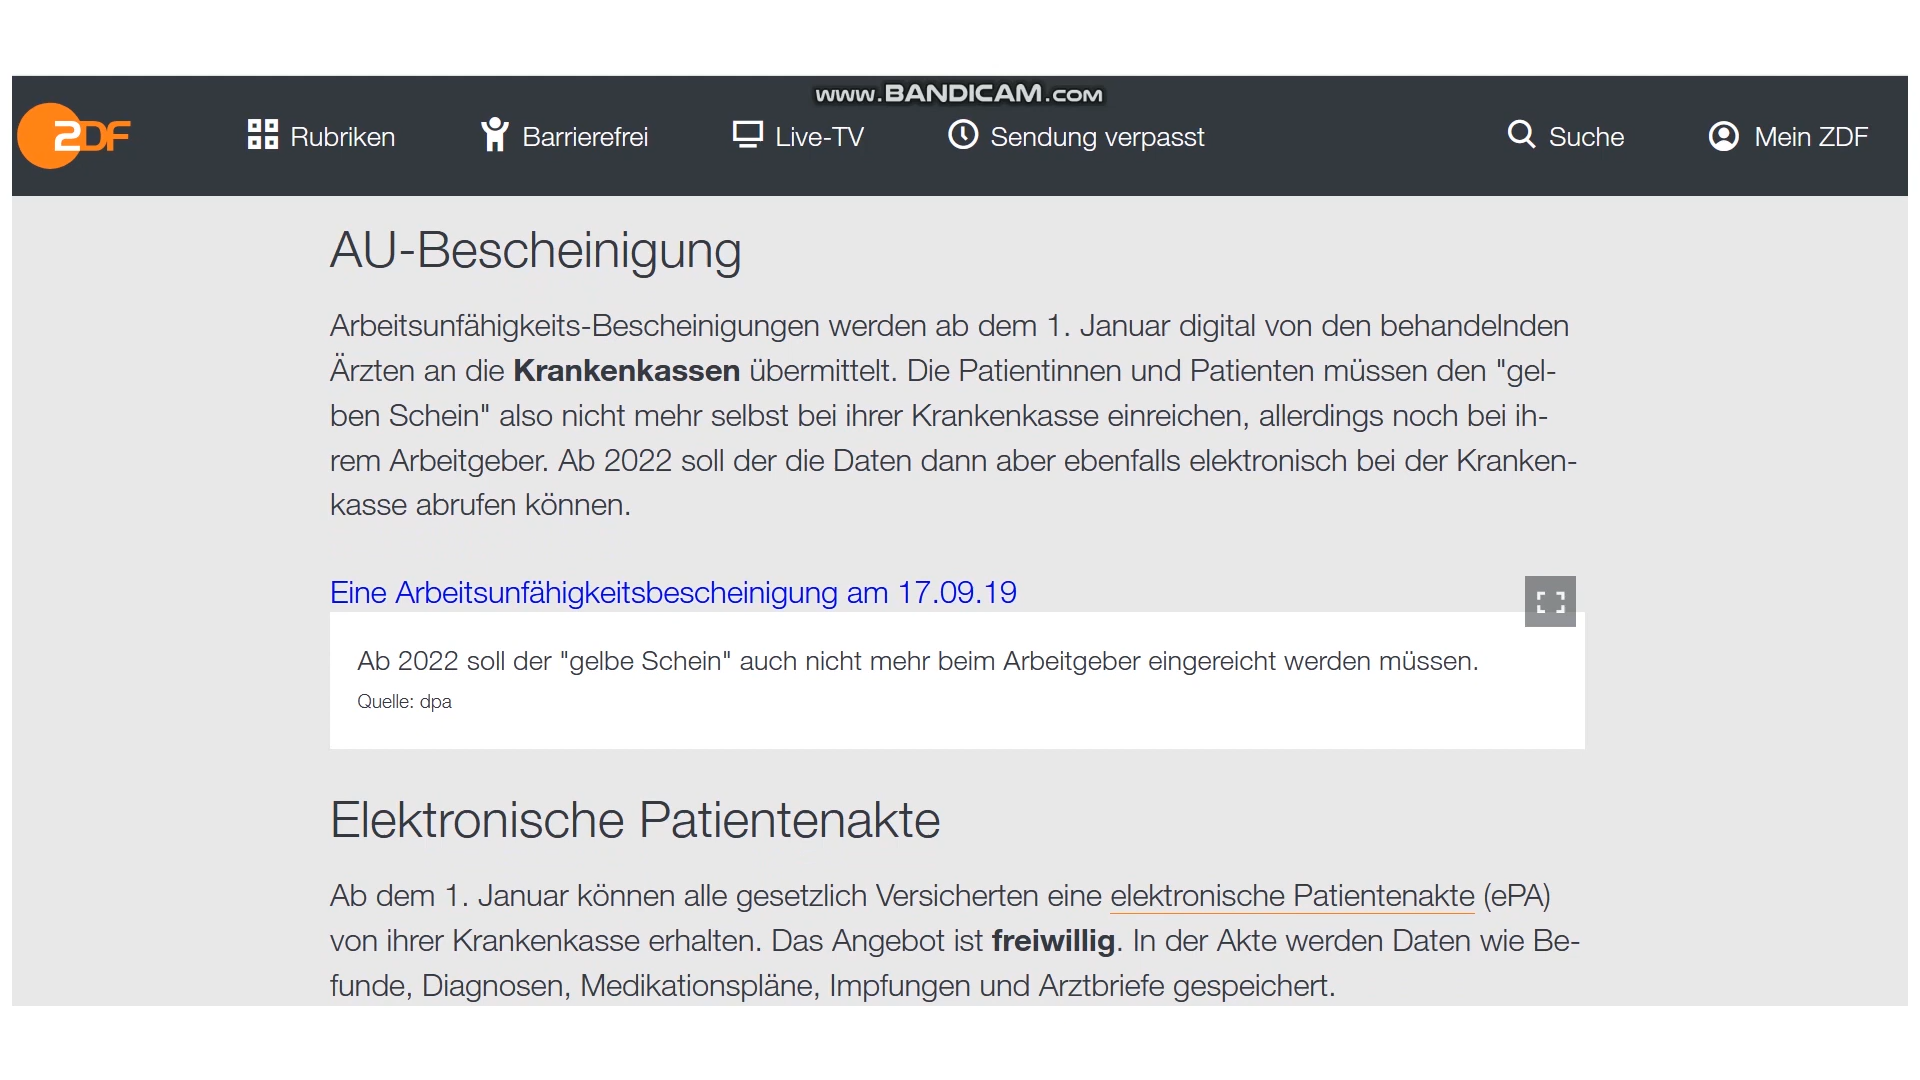 www.BANDICAM.com
ZDF Rubriken Barrierefrei Live-TV Sendung verpasst Suche Mein ZDF
AU-Bescheinigung
Arbeitsunfähigkeits-Bescheinigungen werden ab dem 1. Januar digital von den behandelnden
Ärzten an die Krankenkassen übermittelt. Die Patientinnen und Patienten müssen den "gel-
ben Schein" also nicht mehr selbst bei ihrer Krankenkasse einreichen, allerdings noch bei ih-
rem Arbeitgeber. Ab 2022 soll der die Daten dann aber ebenfalls elektronisch bei der Kranken-
kasse abrufen können.
Eine Arbeitsunfähigkeitsbescheinigung am 17.09.19
Ab 2022 soll der "gelbe Schein" auch nicht mehr beim Arbeitgeber eingereicht werden müssen.
Quelle: dpa
Elektronische Patientenakte
Ab dem 1. Januar können alle gesetzlich Versicherten eine elektronische Patientenakte (ePA)
von ihrer Krankenkasse erhalten. Das Angebot ist freiwillig. In der Akte werden Daten wie Be-
funde, Diagnosen, Medikationspläne, Impfungen und Arztbriefe gespeichert.